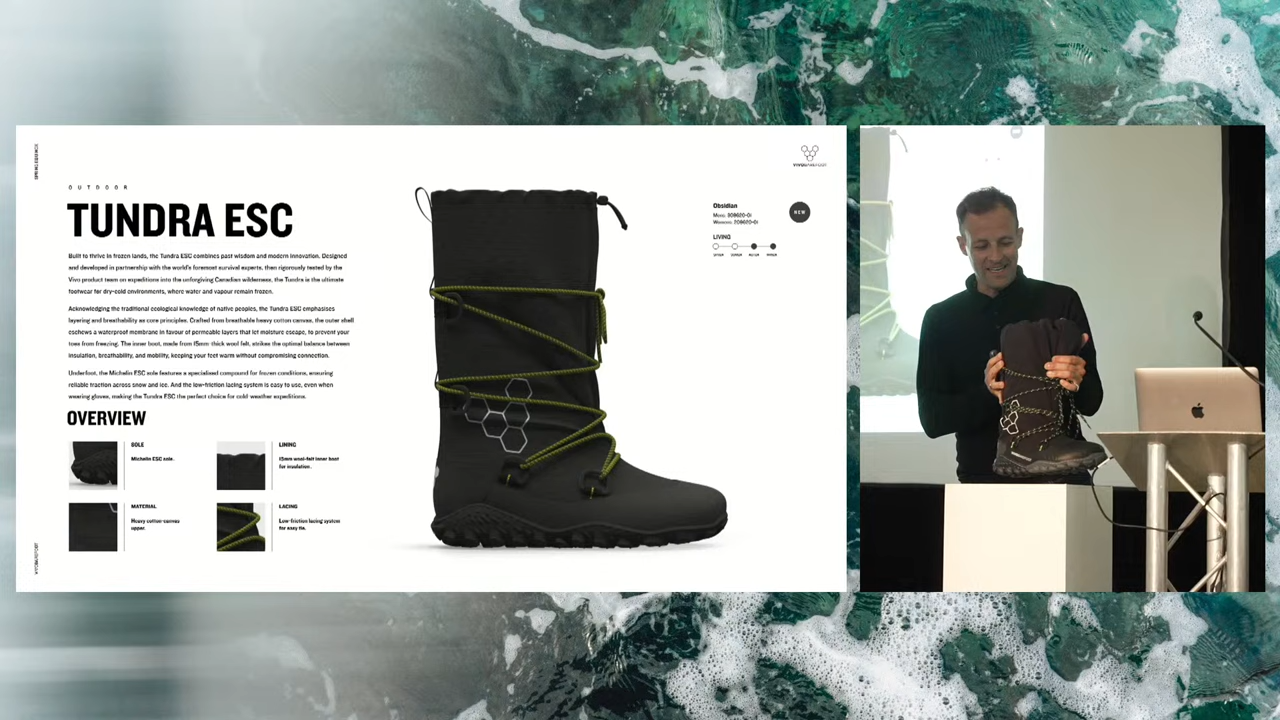 OUTDOOR
TUNDRA ESC
Built to thrive in frozen lands, the Tundra ESC combines past wisdom and modern innovation. Designed
and developed in partnership with the world's foremost survival experts, then rigorously tested by the
Vivo product team on expeditions into the unforgiving Canadian wilderness, the Tundra is the ultimate
footwear for dry-cold environments, where water and vapour remain frozen.
Acknowledging the traditional ecological knowledge of native peoples, the Tundra ESC emphasises
layering and breathability as core principles. Crafted from breathable heavy cotton canvas, the outer shell
eschews a waterproof membrane in favour of permeable layers that let moisture escape, to prevent your
toes from freezing. The inner boot, made from 15mm-thick wool felt, strikes the optimal balance between
insulation, breathability, and mobility, keeping your feet warm without compromising connection.
Underfoot, the Michelin ESC sole features a specialised compound for frozen conditions, ensuring
reliable traction across snow and ice. And the low-friction lacing system is easy to use, even when
wearing gloves, making the Tundra ESC the perfect choice for cold weather expeditions.
OVERVIEW
SOLE
Michelin ESC sole.
LINING
15mm wool-felt inner boot
for insulation.
MATERIAL
Heavy cotton-canvas
upper.
LACING
Low-friction lacing system
for easy tie.
VIVOBAREFOOT
Obsidian
Mens: 309620-01
Womens: 209620-01
NEW
LIVING
VIVOBAREFOOT